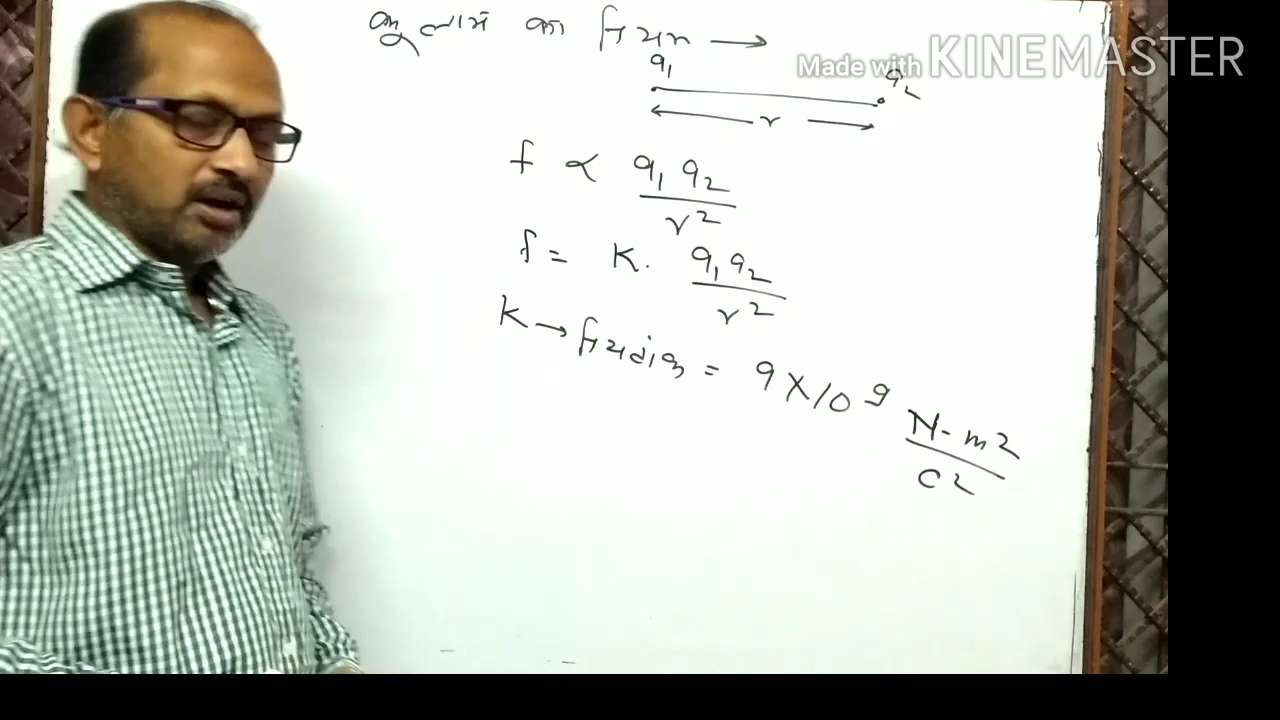 कूलाम का नियम →
Made with KINEMASTER
q₁ q₂
r
f ∝ q₁ q₂ / r²
f = K. q₁ q₂ / r²
K → नियतांक = 9 × 10⁹ N-m² / C²